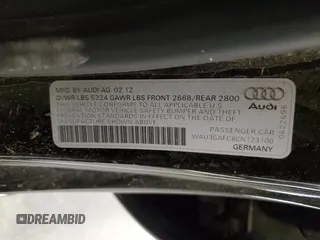 MFD BY: AUDI AG 02 12
GVWR LBS 5324 GAWR LBS FRONT 2668/REAR 2800
THIS VEHICLE CONFORMS TO ALL APPLICABLE
FEDERAL MOTOR VEHICLE SAFETY BUMPER AND THEFT
PREVENTION STANDARDS IN EFFECT
ON THE DATE OF MANUFACTURE SHOWN
ABOVE.
Audi
PASSENGER CAR
GERMANY
DREAMBID